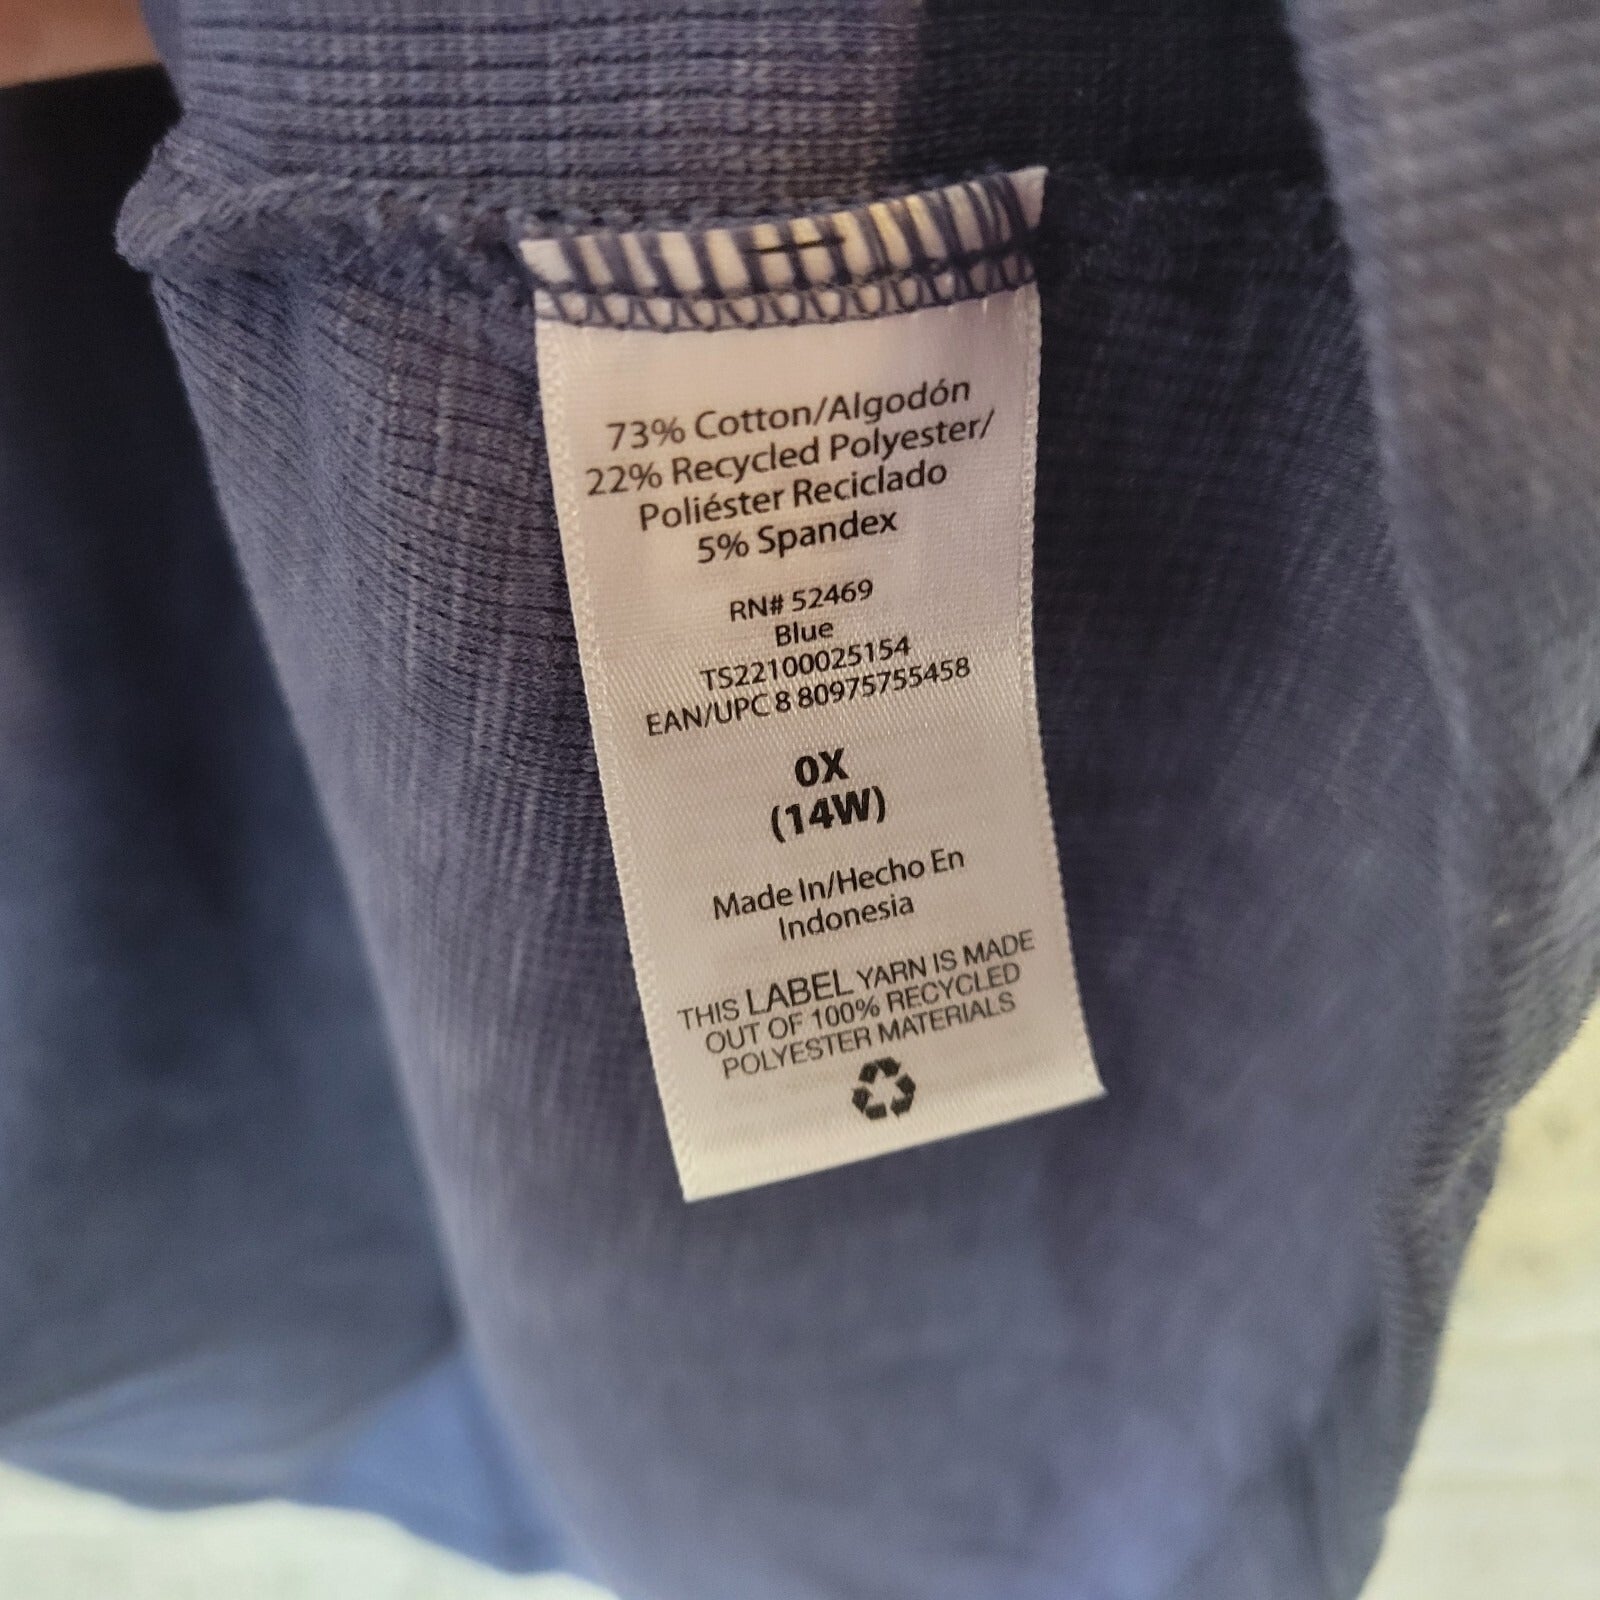 73% Cotton/Algodón
22% Recycled Polyester/
Poliéster Reciclado
5% Spandex
RN# 52469
Blue
TS22100025154
EAN/UPC 8 80975755458
0X
(14W)
Made In/Hecho En
Indonesia
THIS LABEL YARN IS MADE
OUT OF 100% RECYCLED
POLYESTER MATERIALS